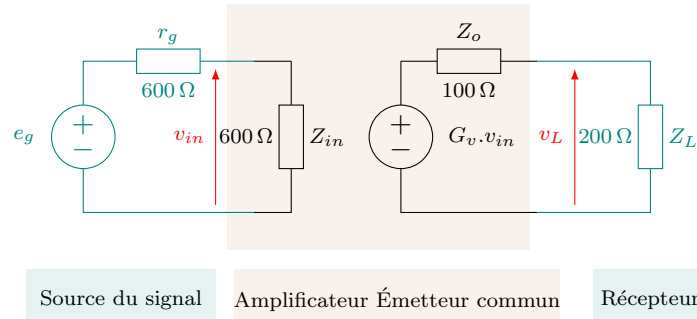 r_g
Z_o
600 Ω
100 Ω
e_g
v_in
600 Ω
Z_in
G_v.v_in
v_L
200 Ω
Z_L
Source du signal
Amplificateur Émetteur commun
Récepteur